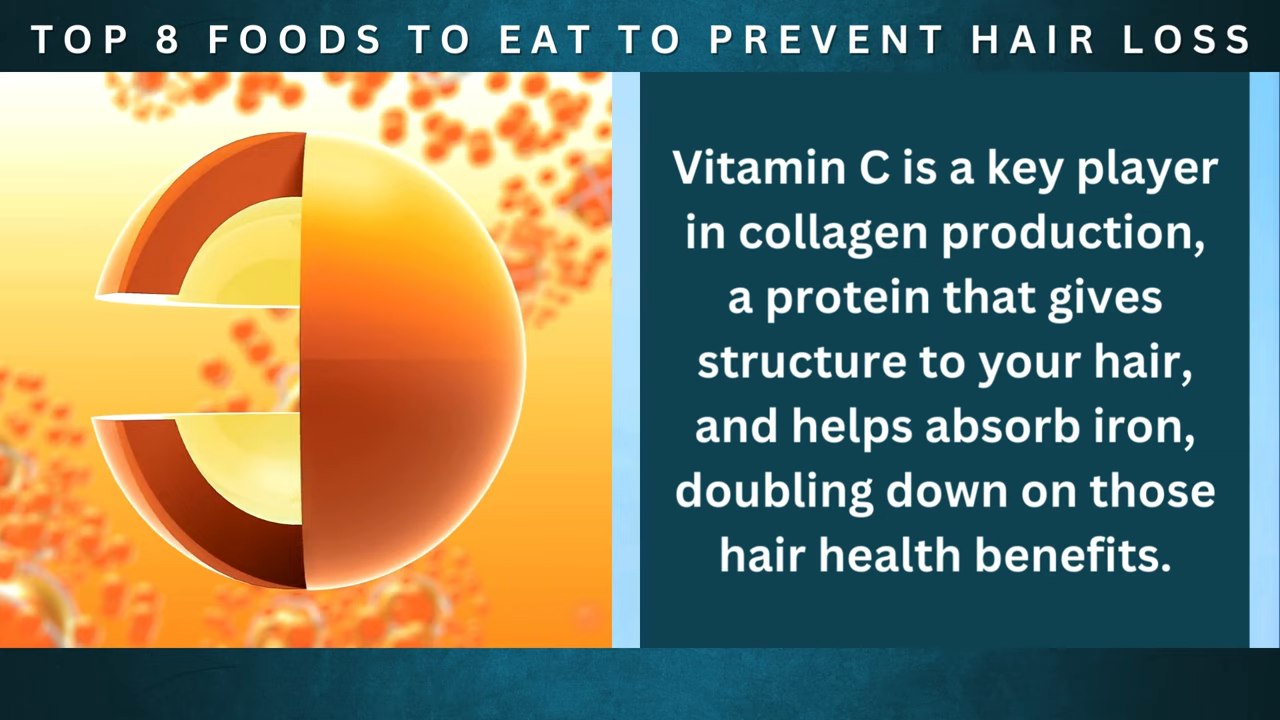 TOP 8 FOODS TO EAT TO PREVENT HAIR LOSS
Vitamin C is a key player
in collagen production,
a protein that gives
structure to your hair,
and helps absorb iron,
doubling down on those
hair health benefits.